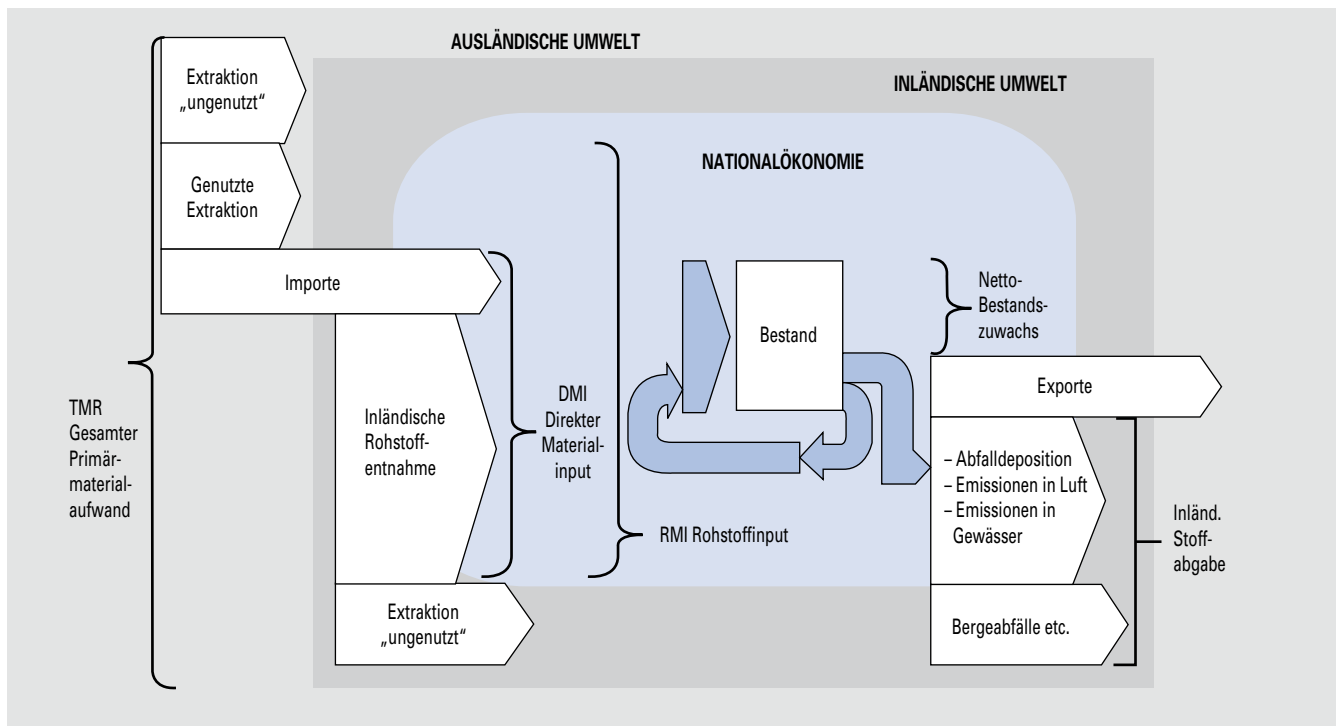 AUSLÄNDISCHE UMWELT
INLÄNDISCHE UMWELT
NATIONALÖKONOMIE
Extraktion
„ungenutzt“
Genutzte
Extraktion
Importe
TMR
Gesamter
Primär-
material-
aufwand
Inländische
Rohstoff-
entnahme
Extraktion
„ungenutzt“
DMI
Direkter
Material-
input
RMI Rohstoffinput
Bestand
Netto-
Bestands-
zuwachs
Exporte
– Abfalldeposition
– Emissionen in Luft
– Emissionen in
Gewässer
Bergeabfälle etc.
Inländ.
Stoff-
abgabe